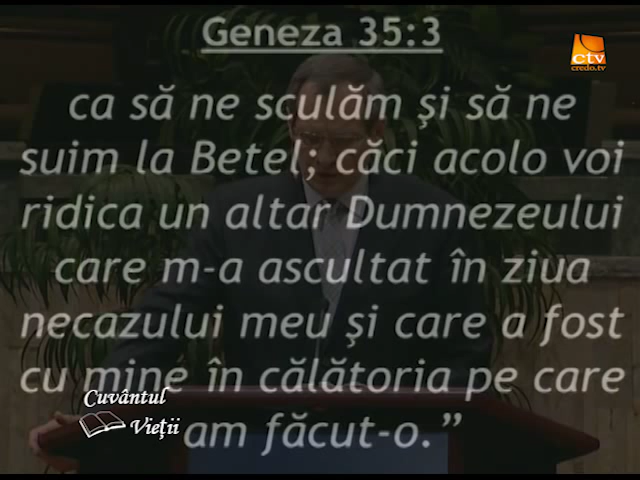 Geneza 35:3
ctv
credo.tv
ca să ne sculăm şi să ne
suim la Betel; căci acolo voi
ridica un altar Dumnezeului
care m-a ascultat în ziua
necazului meu şi care a fost
cu mine în călătoria pe care
am făcut-o.”
Cuvântul
Vieții